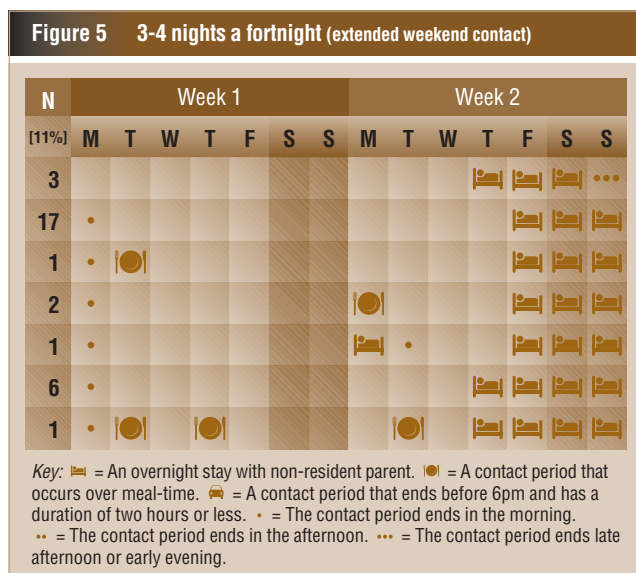 Figure 5 3-4 nights a fortnight (extended weekend contact)
N Week 1 Week 2
[11%] M T W T F S S M T W T F S S
3
17
1
2
1
6
1
Key: = An overnight stay with non-resident parent. = A contact period that
occurs over meal-time. = A contact period that ends before 6pm and has a
duration of two hours or less. • = The contact period ends in the morning.
•• = The contact period ends in the afternoon. ••• = The contact period ends late
afternoon or early evening.